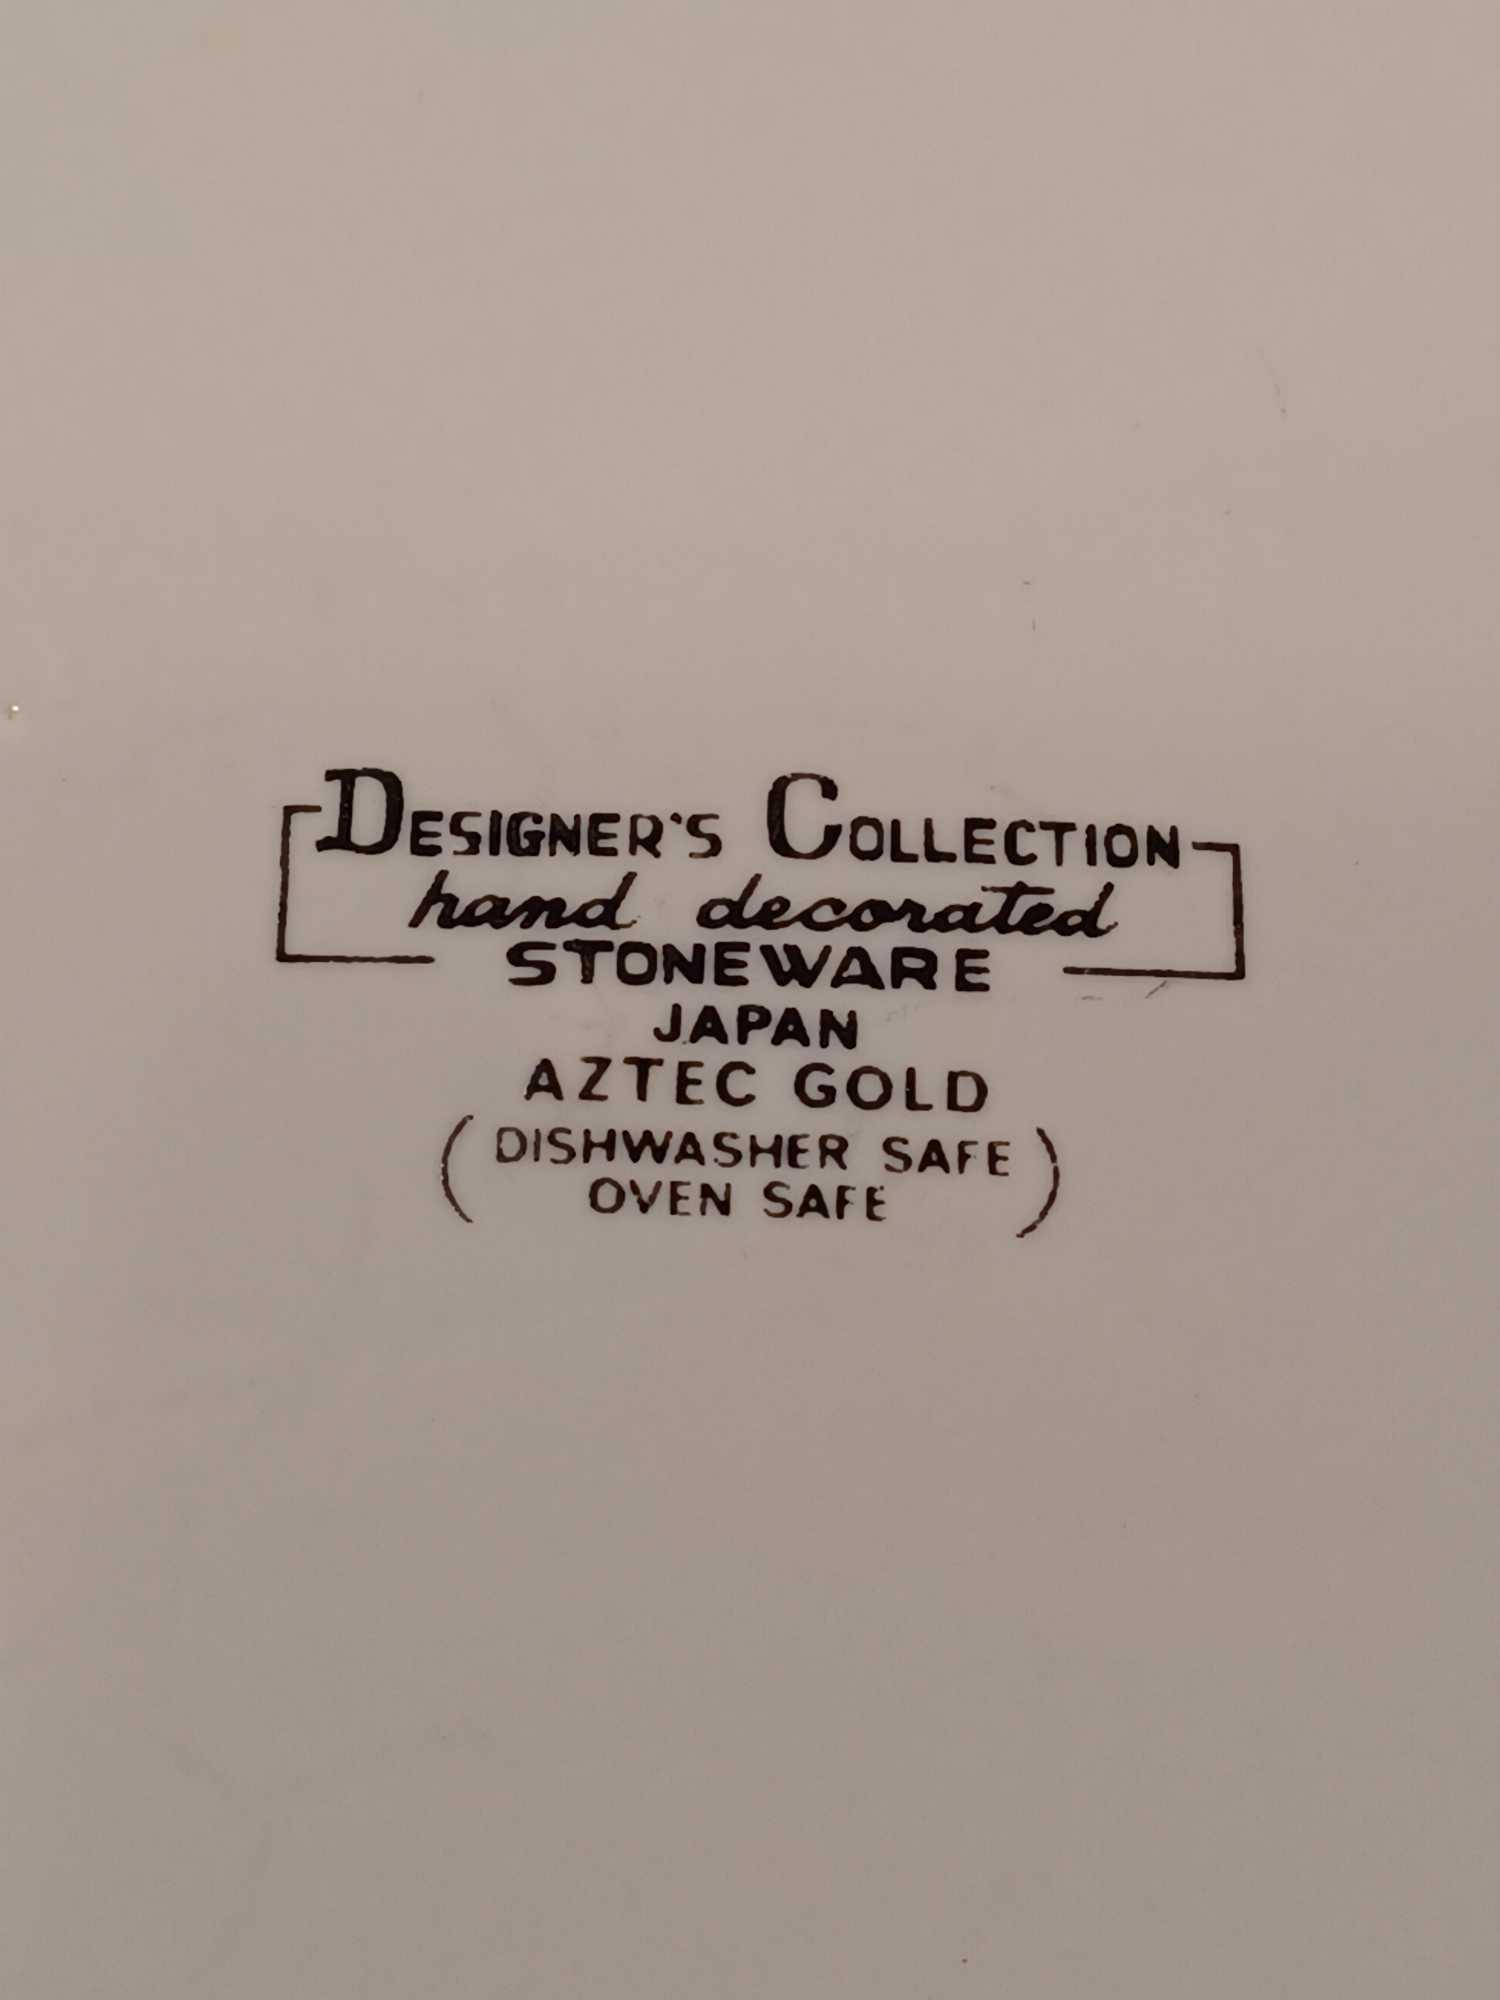 DESIGNER'S COLLECTION
hand decorated
STONEWARE
JAPAN
AZTEC GOLD
(DISHWASHER SAFE
OVEN SAFE)